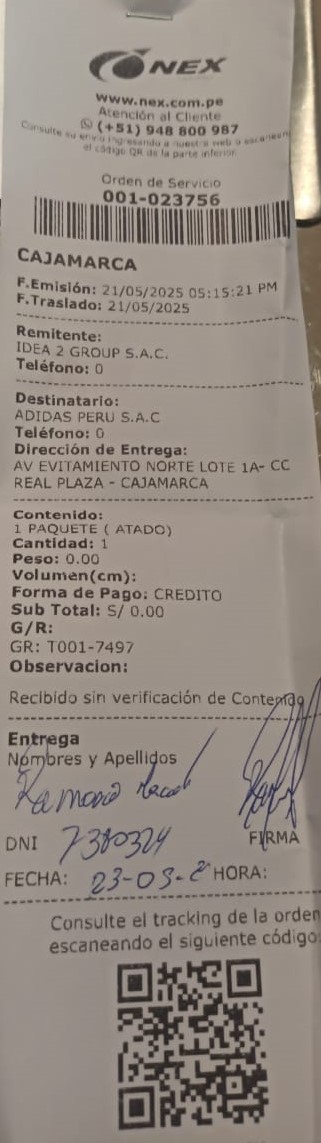 NEX
www.nex.com.pe
Atención al Cliente
(+51) 948 800 987
Consulte su envío ingresando a nuestra web o escaneando
el código QR de la parte inferior.
Orden de Servicio
001-023756
CAJAMARCA
F.Emisión: 21/05/2025 05:15:21 PM
F.Traslado: 21/05/2025
Remitente:
IDEA 2 GROUP S.A.C.
Teléfono: 0
Destinatario:
ADIDAS PERU S.A.C
Teléfono: 0
Dirección de Entrega:
AV EVITAMIENTO NORTE LOTE 1A- CC
REAL PLAZA - CAJAMARCA
Contenido:
1 PAQUETE ( ATADO)
Cantidad: 1
Peso: 0.00
Volumen(cm):
Forma de Pago: CREDITO
Sub Total: S/ 0.00
G/R:
GR: T001-7497
Observacion:
Recibido sin verificación de Contenido
Entrega
Nombres y Apellidos
DNI 7380324
FIRMA
FECHA: 23-05-2 HORA:
Consulte el tracking de la orden
escaneando el siguiente código: